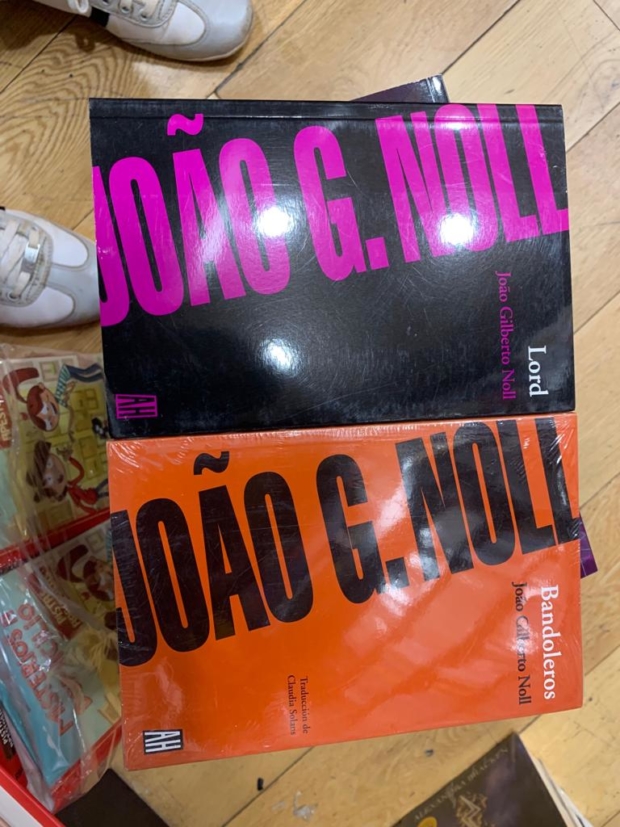 JOÃO G. NOLL
Lord
João Gilberto Noll
AH
JOÃO G. NOLL
Bandoleros
João Gilberto Noll
Traducción de
Claudia Solans
AH